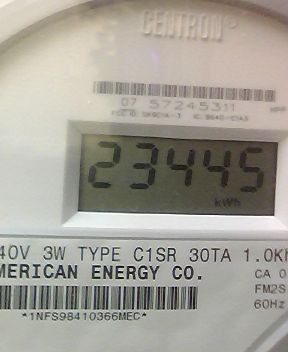 CENTRON
07 57245311
23445
kWh
40V 3W TYPE C1SR 30TA 1.0Kh
MERICAN ENERGY CO.
CA 0
FM2S
60Hz
*1NFS98410366MEC*